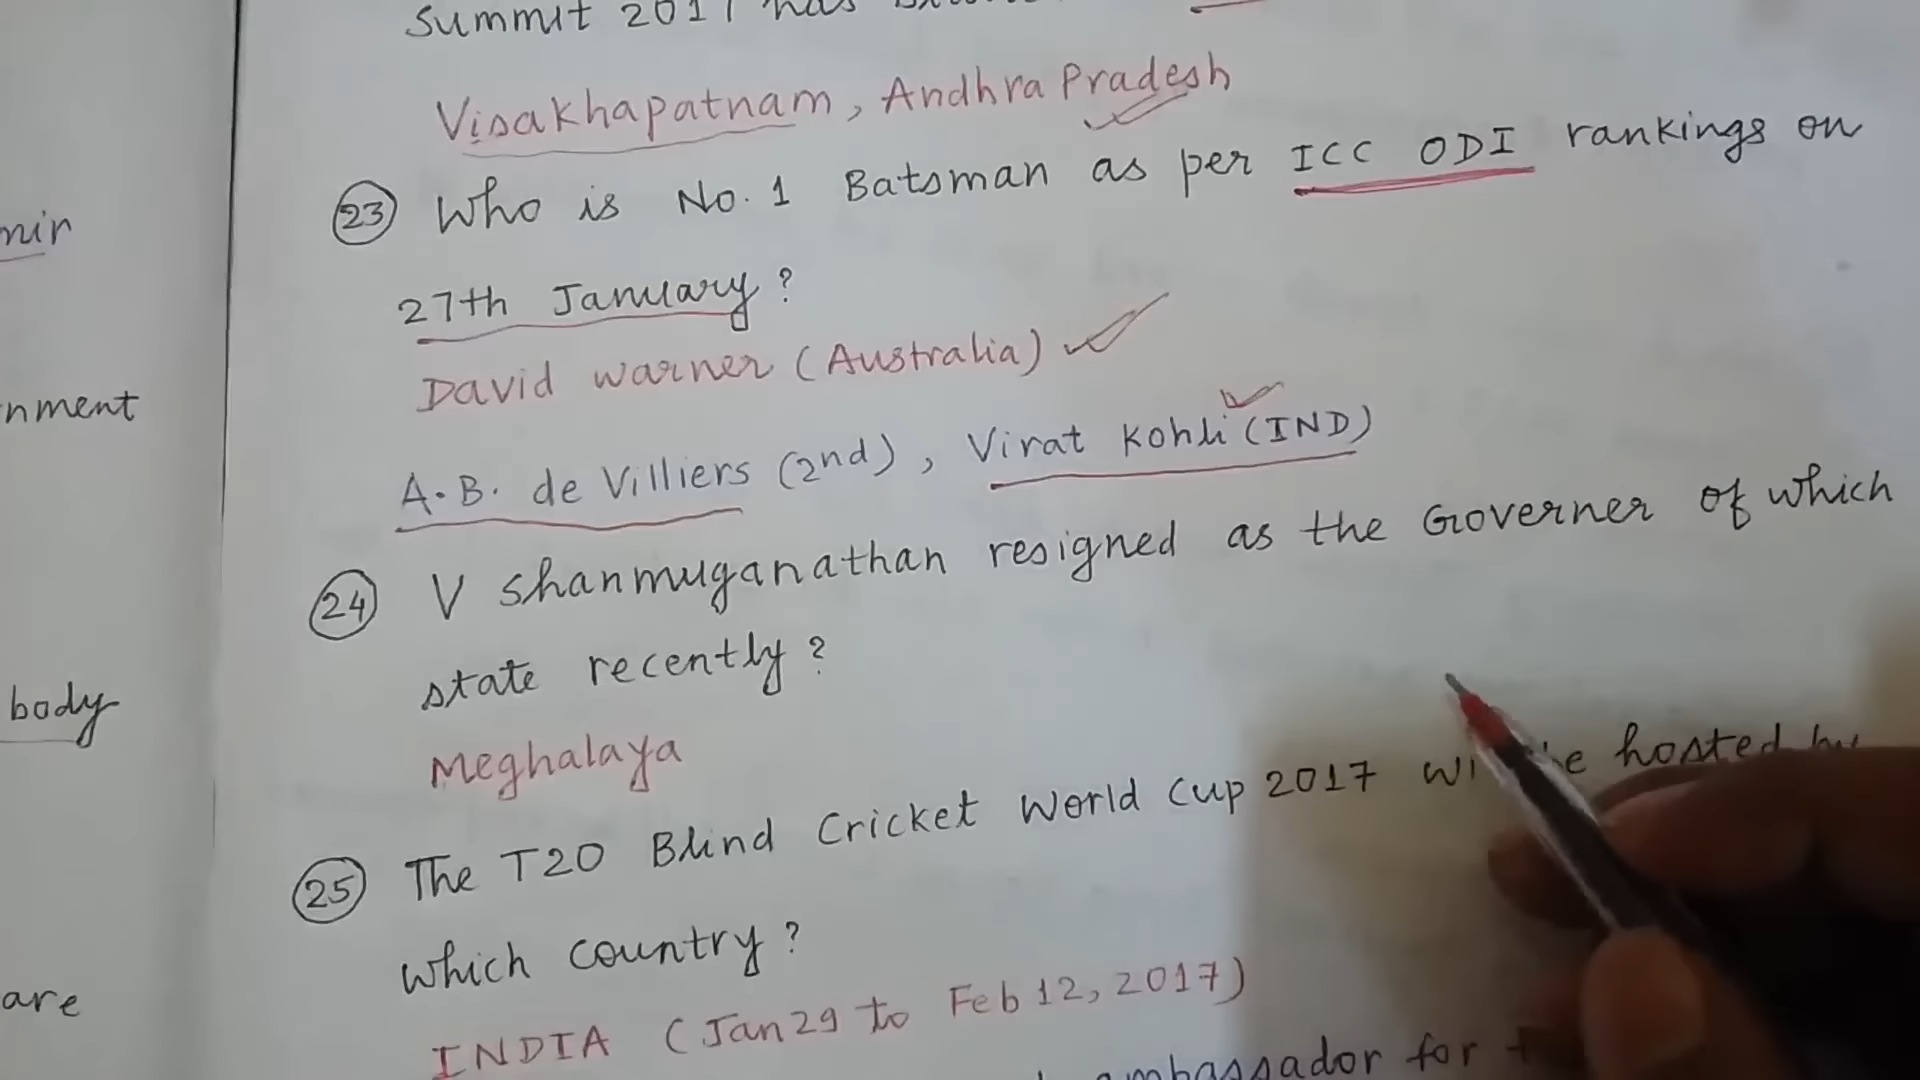 Summit 2017 has
Visakhapatnam, Andhra Pradesh
nir
(23) Who is No. 1 Batsman as per ICC ODI rankings on
27th January?
David Warner (Australia)
nment
A.B. de Villiers (2nd), Virat Kohli (IND)
(24) V Shanmuganathan resigned as the Governer of which
state recently?
body
Meghalaya
(25) The T20 Blind Cricket World Cup 2017 hosted by
which country?
are
INDIA (Jan 29 to Feb 12, 2017)
ambassador for